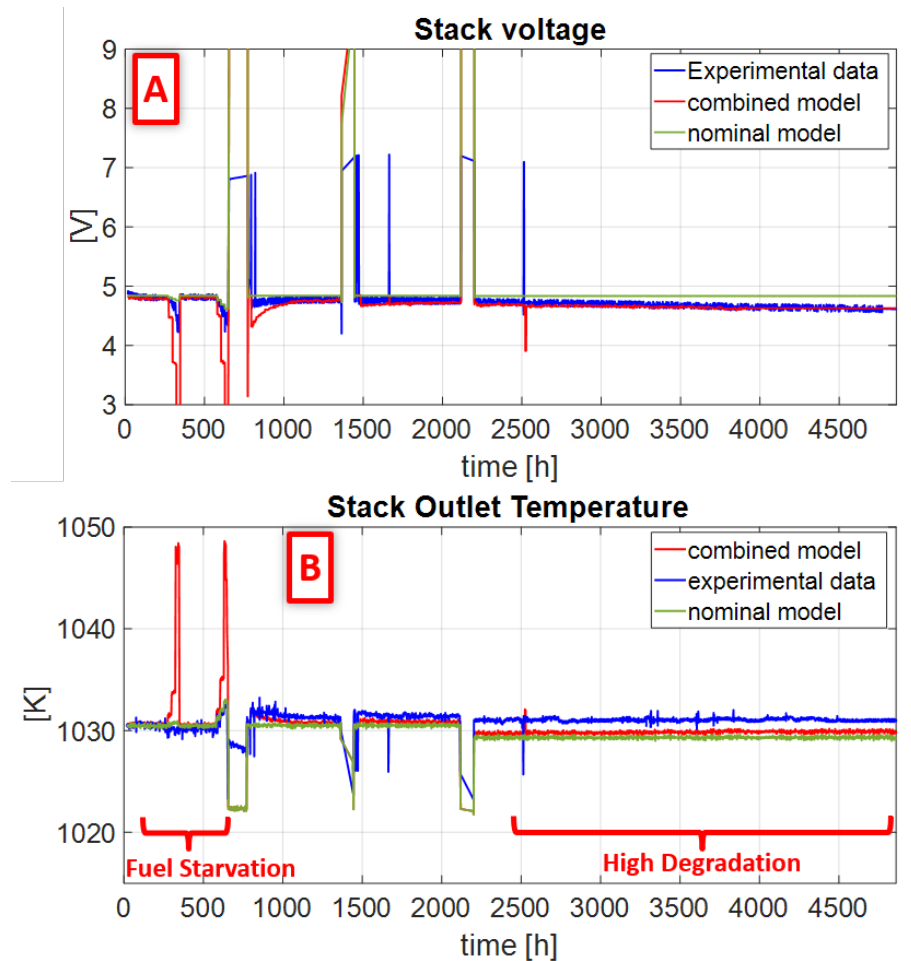 Stack voltage
A
Experimental data
combined model
nominal model
9
8
7
6
5
4
3
[V]
0 500 1000 1500 2000 2500 3000 3500 4000 4500
time [h]
Stack Outlet Temperature
B
combined model
experimental data
nominal model
1050
1040
1030
1020
[K]
Fuel Starvation
High Degradation
0 500 1000 1500 2000 2500 3000 3500 4000 4500
time [h]